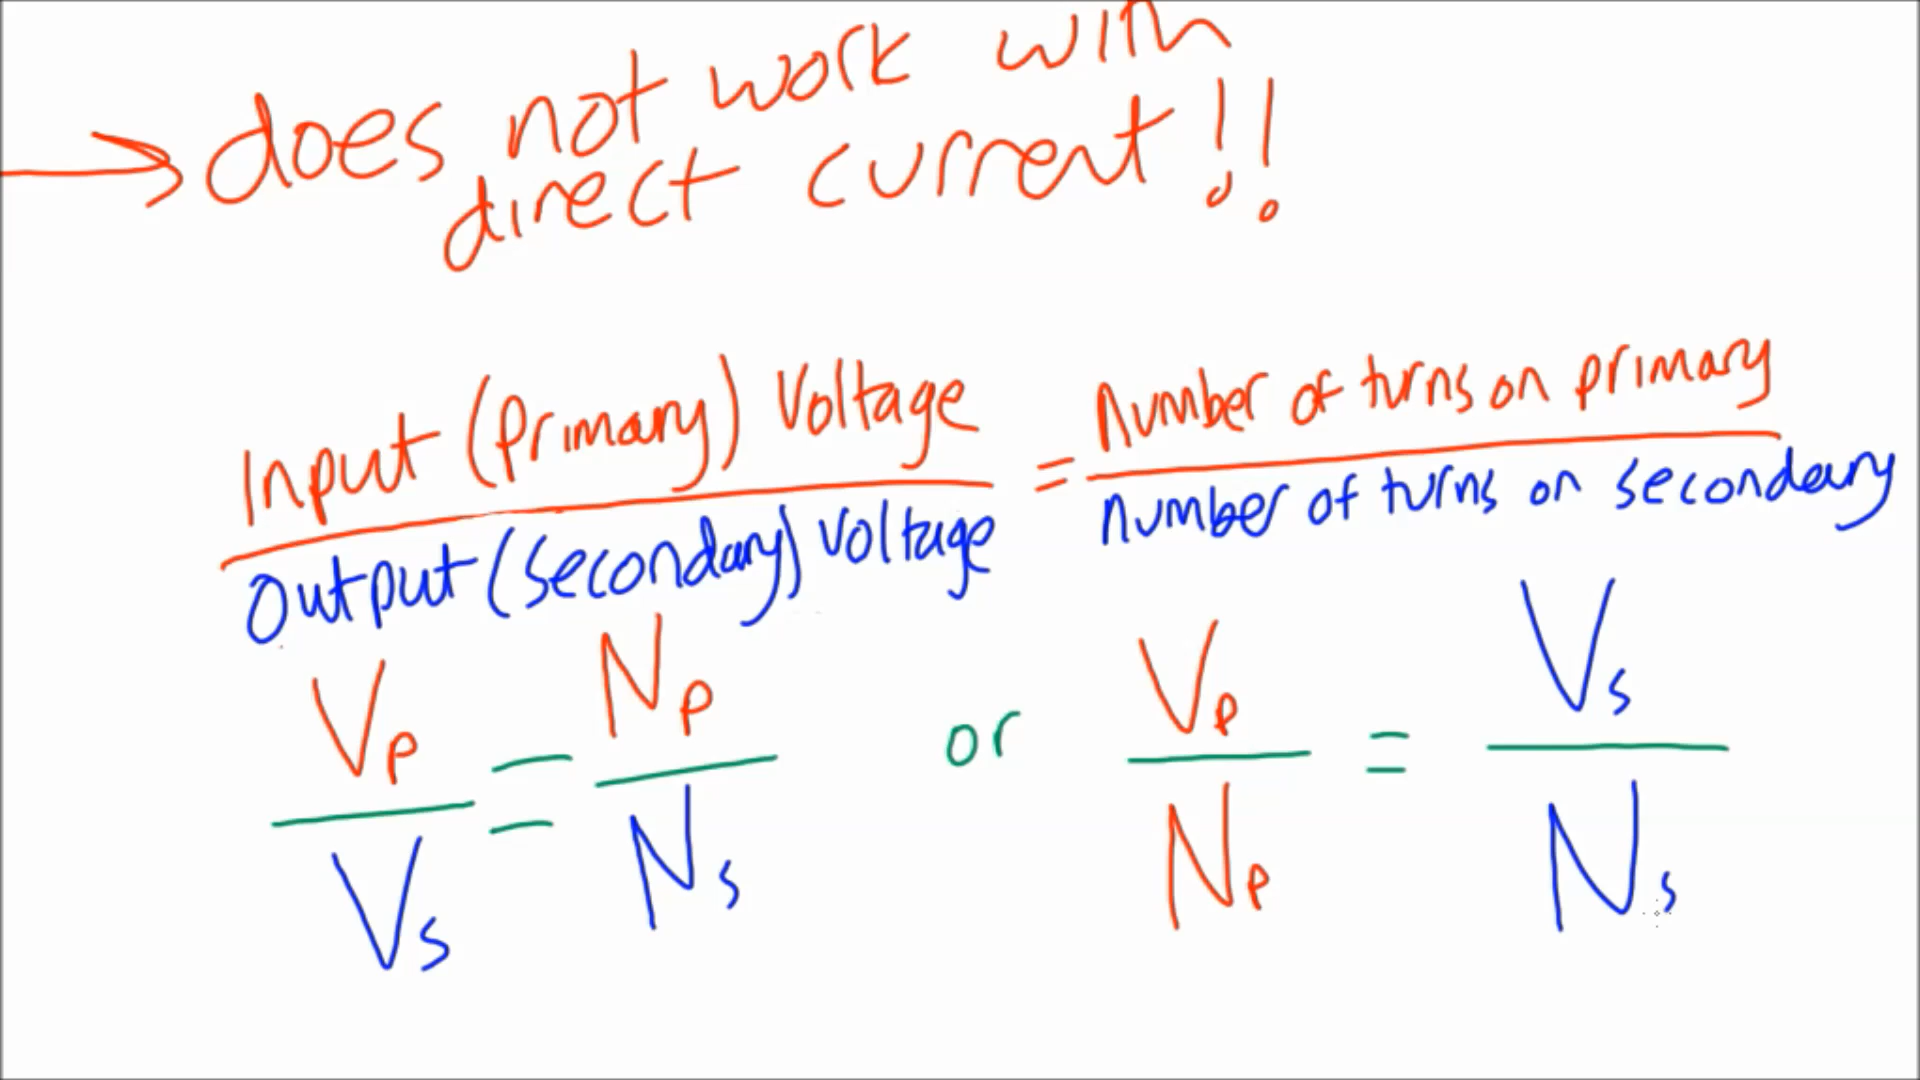 → does not work with
direct current!!
Input (Primary) Voltage = Number of turns on primary
Output (Secondary) Voltage number of turns on secondary
Vp = Np or Vp = Vs
Vs Ns Np Ns